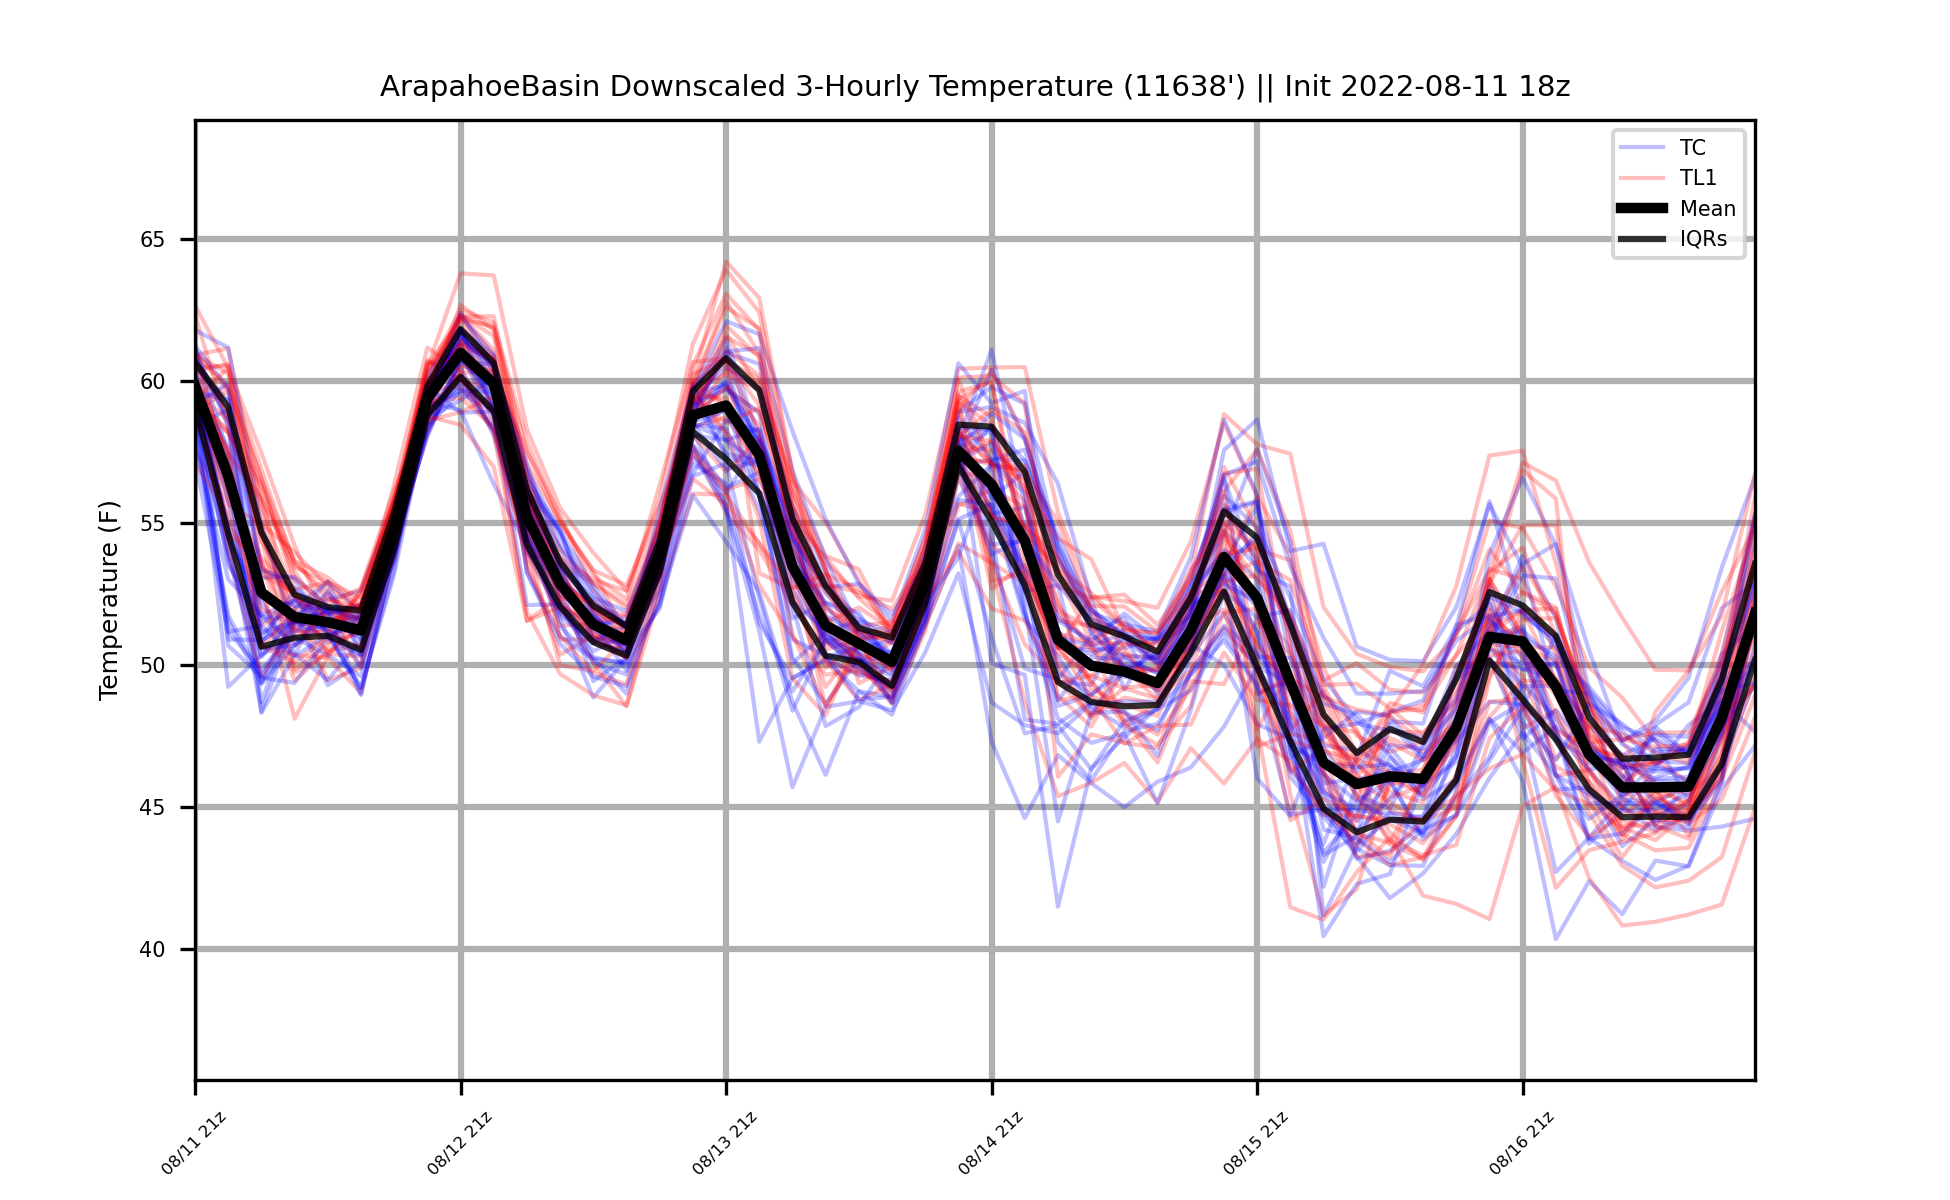 ArapahoeBasin Downscaled 3-Hourly Temperature (11638') || Init 2022-08-11 18z
TC
TL1
Mean
IQRs
Temperature (F)
65
60
55
50
45
40
08/11 21z
08/12 21z
08/13 21z
08/14 21z
08/15 21z
08/16 21z